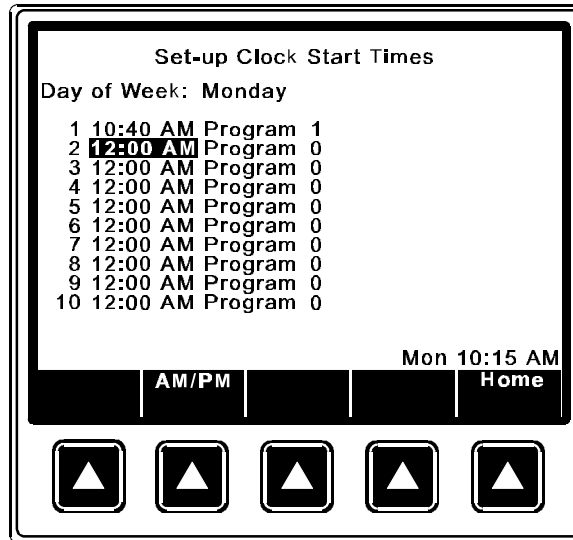 Set-up Clock Start Times
Day of Week: Monday
1 10:40 AM Program 1
2 12:00 AM Program 0
3 12:00 AM Program 0
4 12:00 AM Program 0
5 12:00 AM Program 0
6 12:00 AM Program 0
7 12:00 AM Program 0
8 12:00 AM Program 0
9 12:00 AM Program 0
10 12:00 AM Program 0
Mon 10:15 AM
AM/PM Home